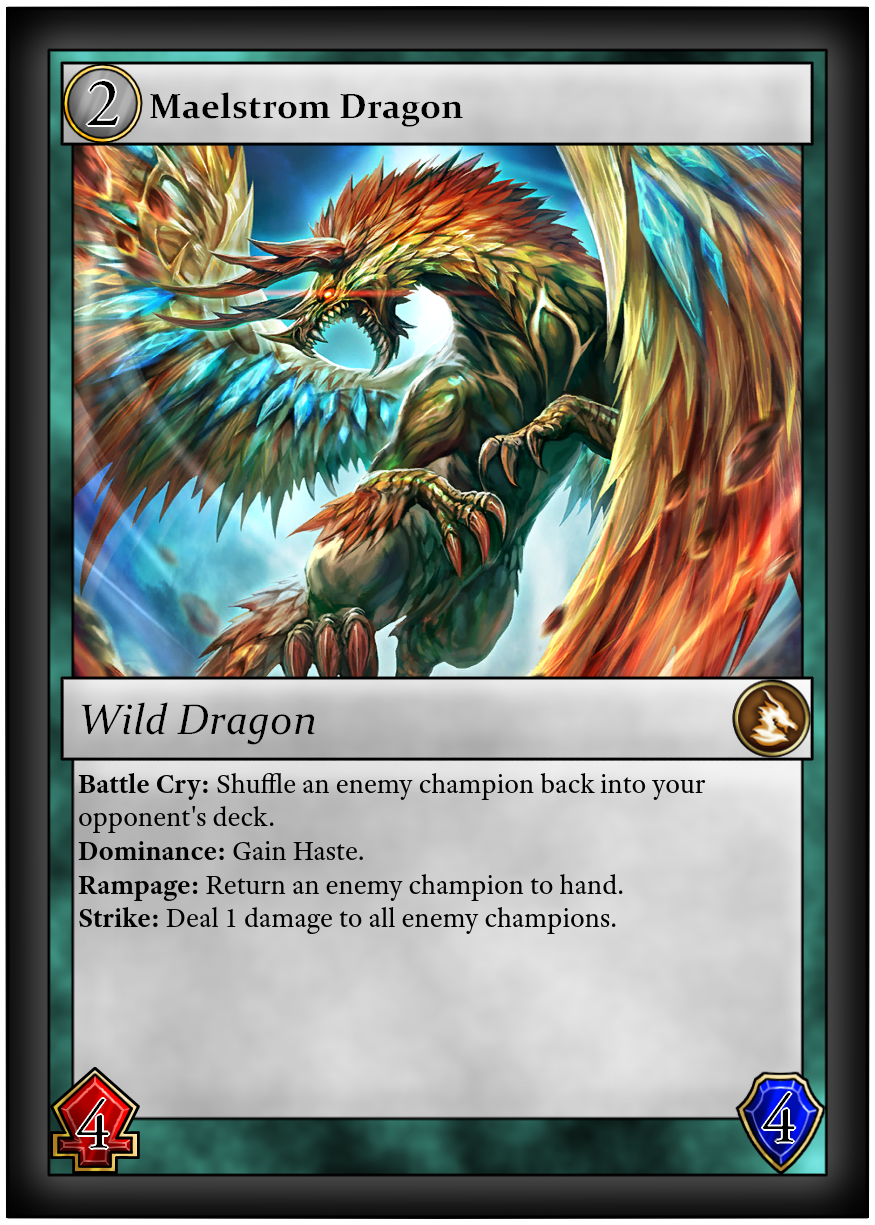 2
Maelstrom Dragon
Wild Dragon
Battle Cry: Shuffle an enemy champion back into your
opponent's deck.
Dominance: Gain Haste.
Rampage: Return an enemy champion to hand.
Strike: Deal 1 damage to all enemy champions.
4
4